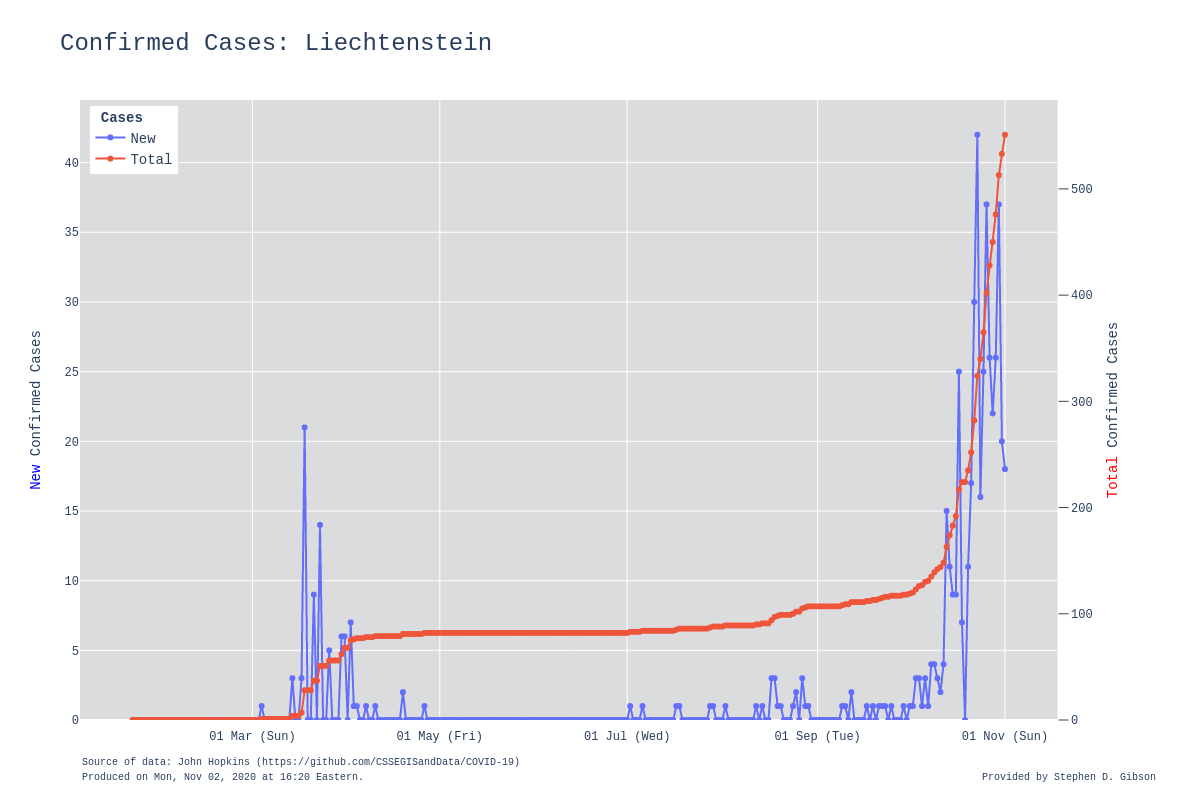 Confirmed Cases: Liechtenstein
Cases
New
Total
40
35
30
25
20
15
10
5
0
500
400
300
200
100
0
New Confirmed Cases
Total Confirmed Cases
01 Mar (Sun) 01 May (Fri) 01 Jul (Wed) 01 Sep (Tue) 01 Nov (Sun)
Source of data: John Hopkins (https://github.com/CSSEGISandData/COVID-19)
Produced on Mon, Nov 02, 2020 at 16:20 Eastern.
Provided by Stephen D. Gibson